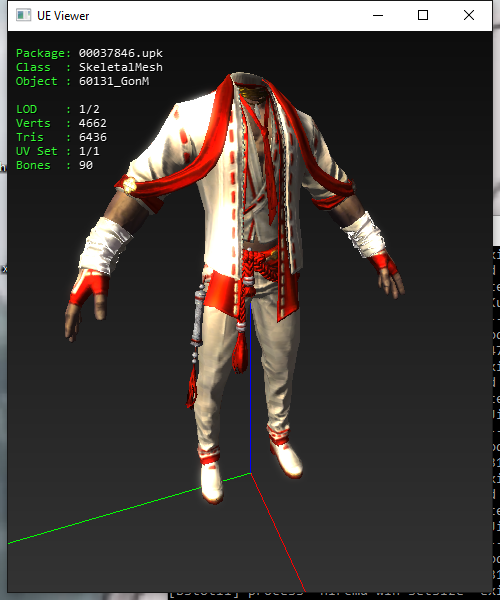 UE Viewer
Package: 00037846.upk
Class : SkeletalMesh
Object : 60131_GonM
LOD : 1/2
Verts : 4662
Tris : 6436
UV Set : 1/1
Bones : 90